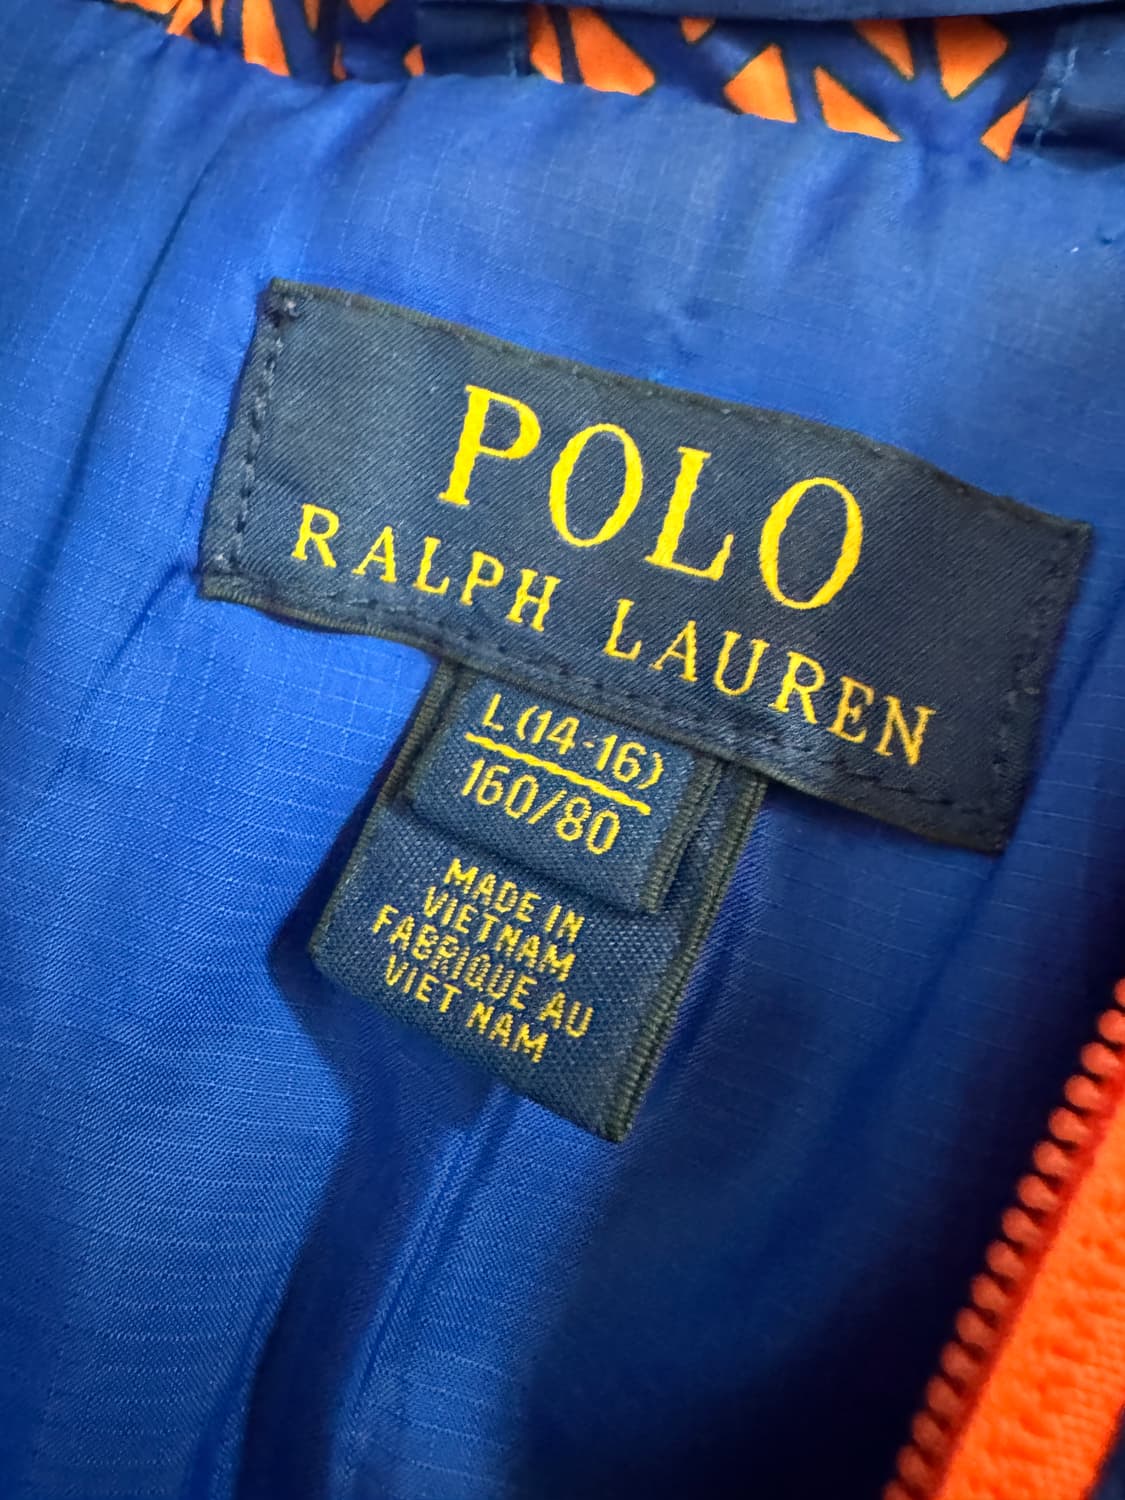 POLO
RALPH LAUREN
L (14-16)
160/80
MADE IN
VIETNAM
FABRIQUE AU
VIET NAM